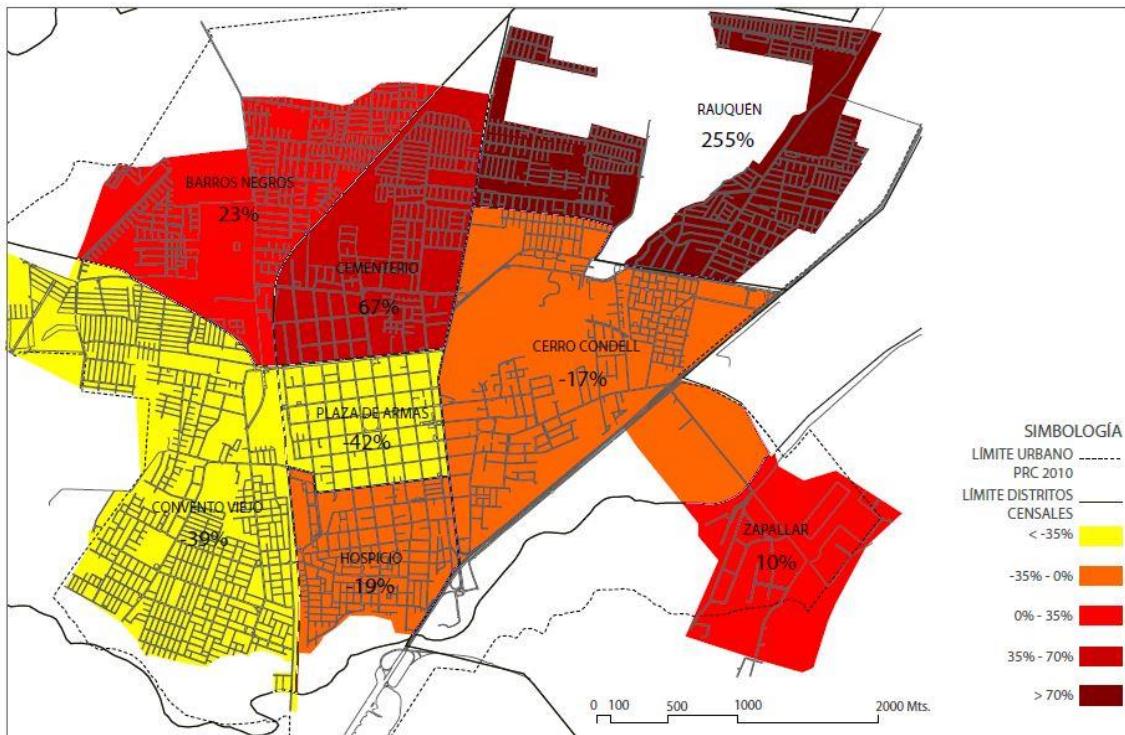 RAUQUEN
255%
BARROS NEGROS
23%
CEMENTERIO
67%
CERRO CONDELL
-17%
PLAZA DE ARMAS
-42%
CONVENTO VIEJO
-39%
HOSPICIO
-19%
ZAPALLAR
10%
SIMBOLOGÍA
LÍMITE URBANO
PRC 2010
LÍMITE DISTRITOS
CENSALES
< -35%
-35% - 0%
0% - 35%
35% - 70%
> 70%
0 100 500 1000 2000 Mts.